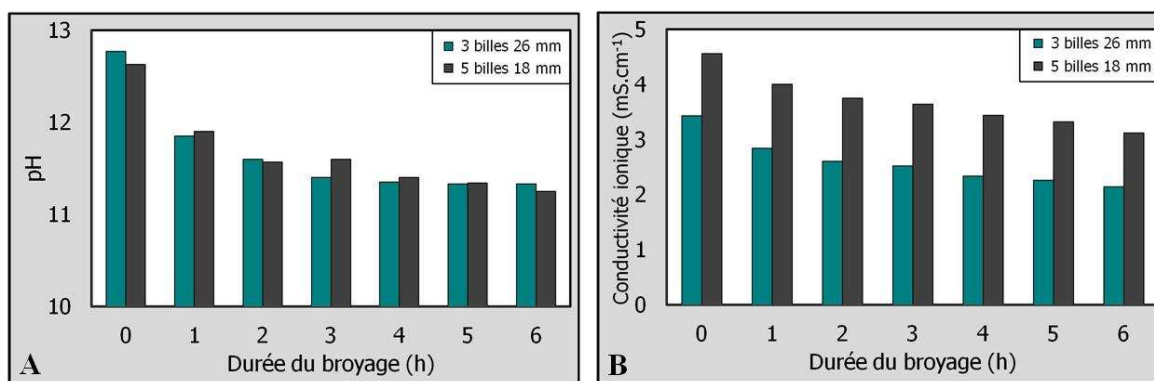 13
12
11
10
pH
3 billes 26 mm
5 billes 18 mm
0 1 2 3 4 5 6
Durée du broyage (h)
A
5
4
3
2
1
0
Conductivité ionique (mS.cm⁻¹)
3 billes 26 mm
5 billes 18 mm
0 1 2 3 4 5 6
Durée du broyage (h)
B